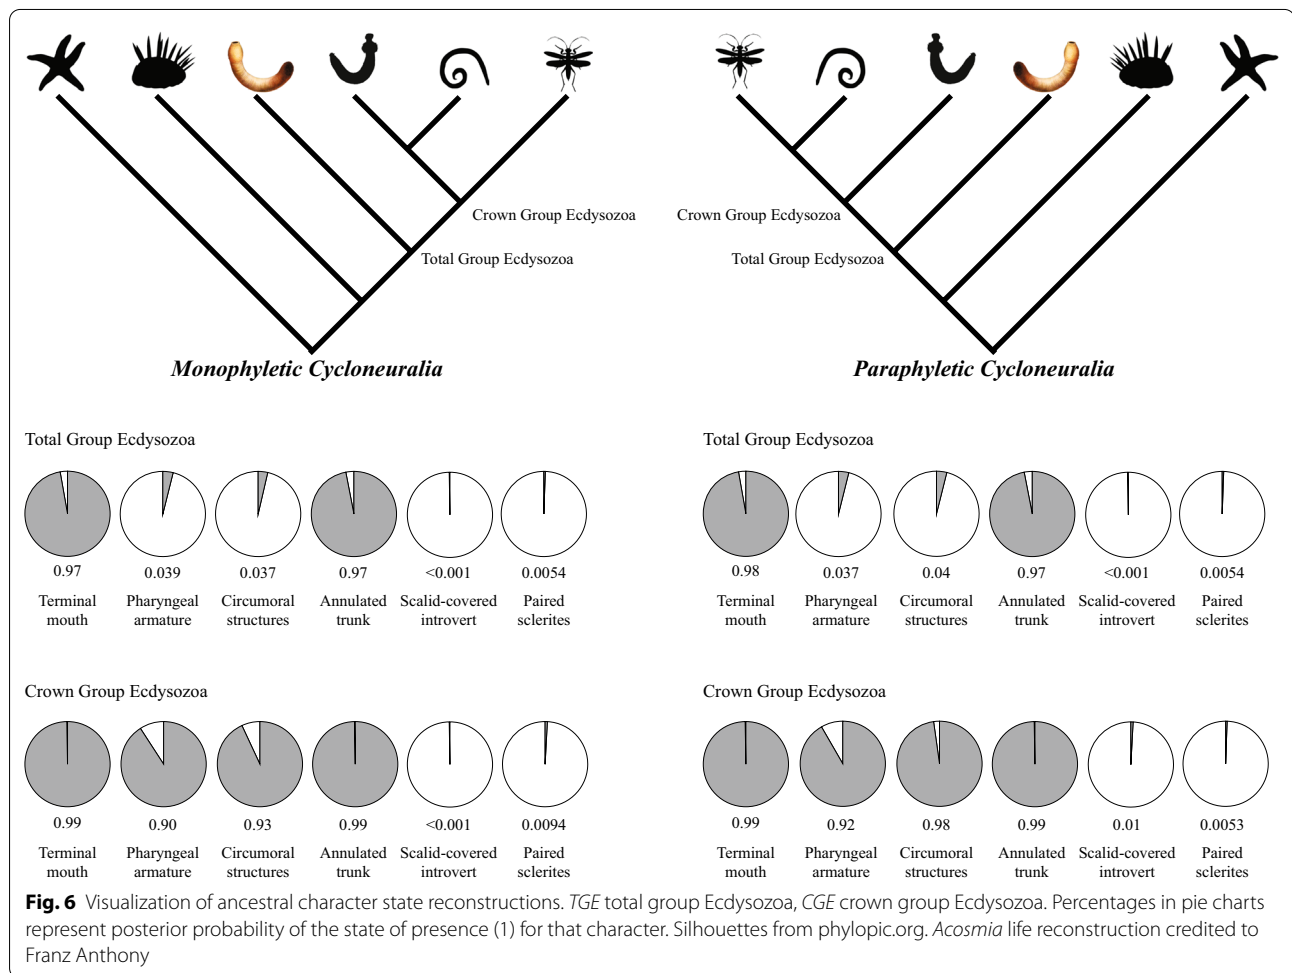 Crown Group Ecdysozoa
Total Group Ecdysozoa
Monophyletic Cycloneuralia
Crown Group Ecdysozoa
Total Group Ecdysozoa
Paraphyletic Cycloneuralia
Total Group Ecdysozoa
0.97 0.039 0.037 0.97 <0.001 0.0054
Terminal Pharyngeal Circumoral Annulated Scalid-covered Paired
mouth armature structures trunk introvert sclerites
Total Group Ecdysozoa
0.98 0.037 0.04 0.97 <0.001 0.0054
Terminal Pharyngeal Circumoral Annulated Scalid-covered Paired
mouth armature structures trunk introvert sclerites
Crown Group Ecdysozoa
0.99 0.90 0.93 0.99 <0.001 0.0094
Terminal Pharyngeal Circumoral Annulated Scalid-covered Paired
mouth armature structures trunk introvert sclerites
Crown Group Ecdysozoa
0.99 0.92 0.98 0.99 0.01 0.0053
Terminal Pharyngeal Circumoral Annulated Scalid-covered Paired
mouth armature structures trunk introvert sclerites
Fig. 6 Visualization of ancestral character state reconstructions. TGE total group Ecdysozoa, CGE crown group Ecdysozoa. Percentages in pie charts
represent posterior probability of the state of presence (1) for that character. Silhouettes from phylopic.org. Acosmia life reconstruction credited to
Franz Anthony